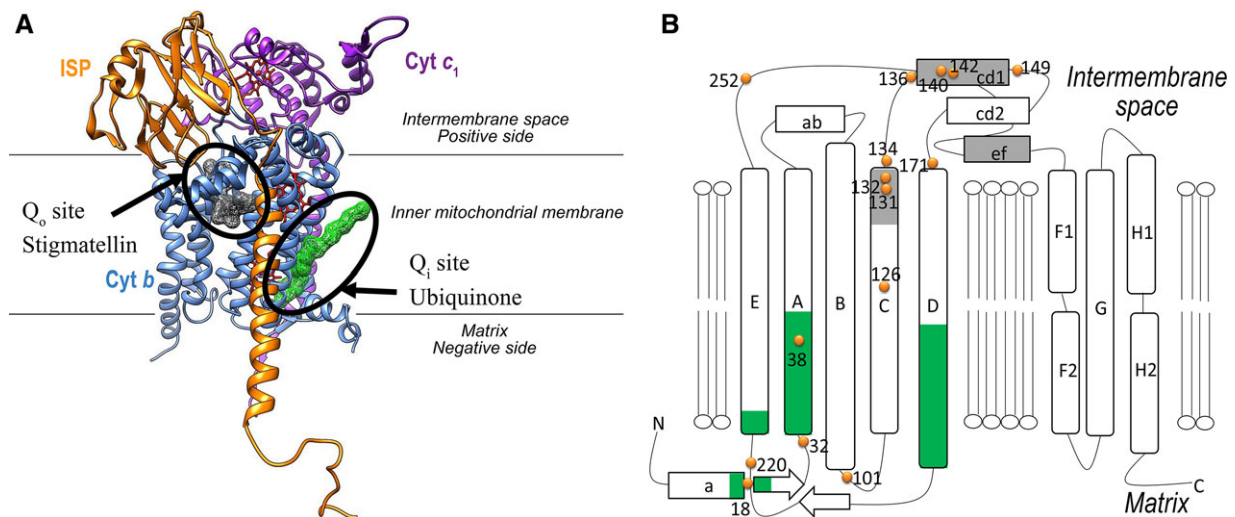 A
ISP
Cyt c1
Intermembrane space
Positive side
Qo site
Stigmatellin
Inner mitochondrial membrane
Cyt b
Qi site
Ubiquinone
Matrix
Negative side
B
252
136
140
142
cd1
149
Intermembrane
space
ab
cd2
ef
134
171
132
131
126
E
A
B
C
D
F1
G
H1
38
F2
H2
N
32
220
101
a
18
C
Matrix